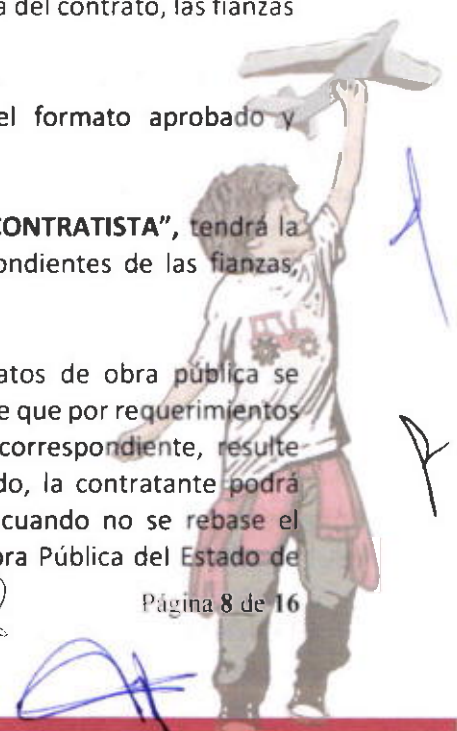 a del contrato, las fianzas
el formato aprobado y
CONTRATISTA", tendrá la
pondientes de las fianzas,
atos de obra pública se
e que por requerimientos
correspondiente, resulte
do, la contratante podrá
cuando no se rebase el
bra Pública del Estado de
Página 8 de 16